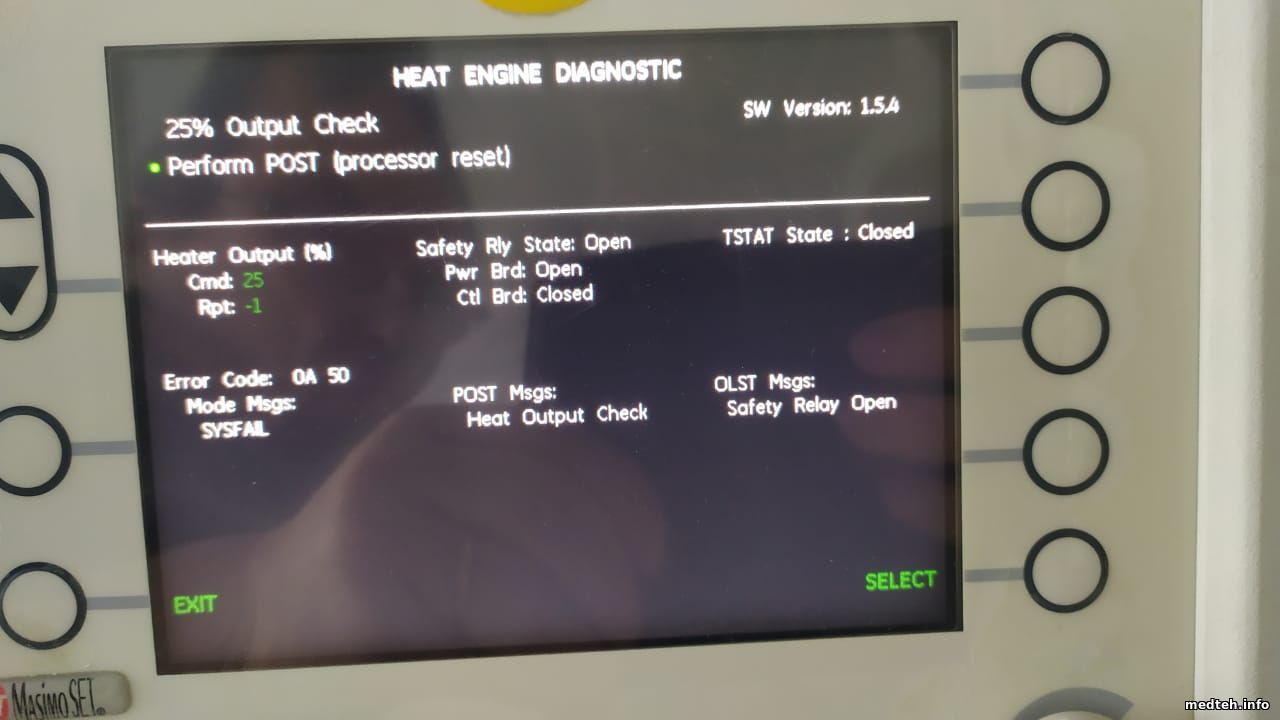 HEAT ENGINE DIAGNOSTIC
SW Version: 1.5.4
25% Output Check
Perform POST (processor reset)
Heater Output (%)
Cmd: 25
Rpt: -1
Safety Rly State: Open
Pwr Brd: Open
Ctl Brd: Closed
TSTAT State : Closed
Error Code: 0A 50
Mode Msgs:
SYSFAIL
POST Msgs:
Heat Output Check
OLST Msgs:
Safety Relay Open
EXIT
SELECT
MasimoSET®
medteh.info